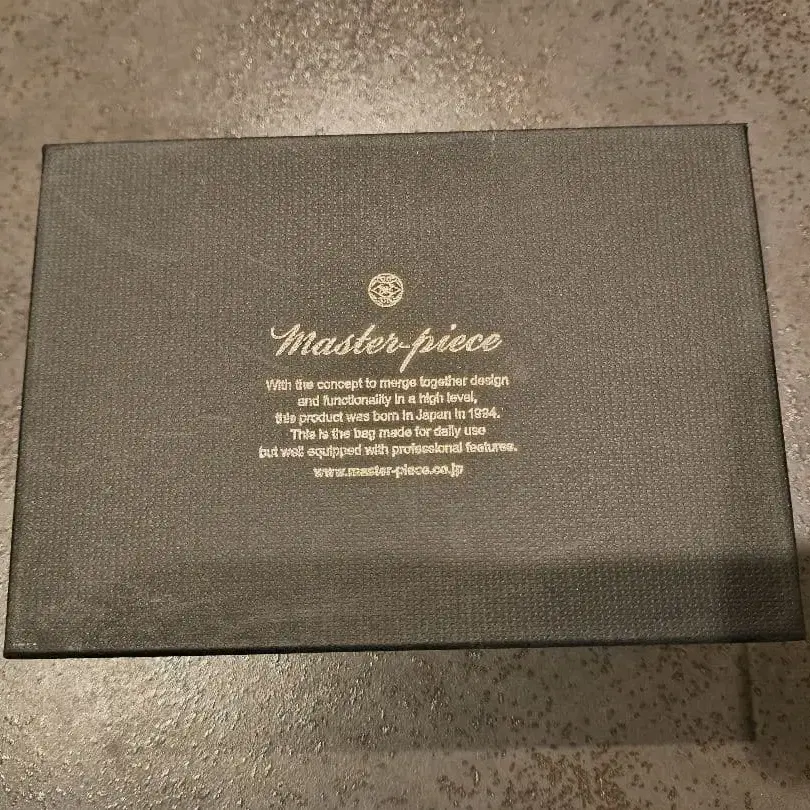 Master-piece
With the concept to merge together design
and functionality in a high level,
this product was born in Japan in 1994.
This is the bag made for daily use
but well equipped with professional features.
www.master-piece.co.jp